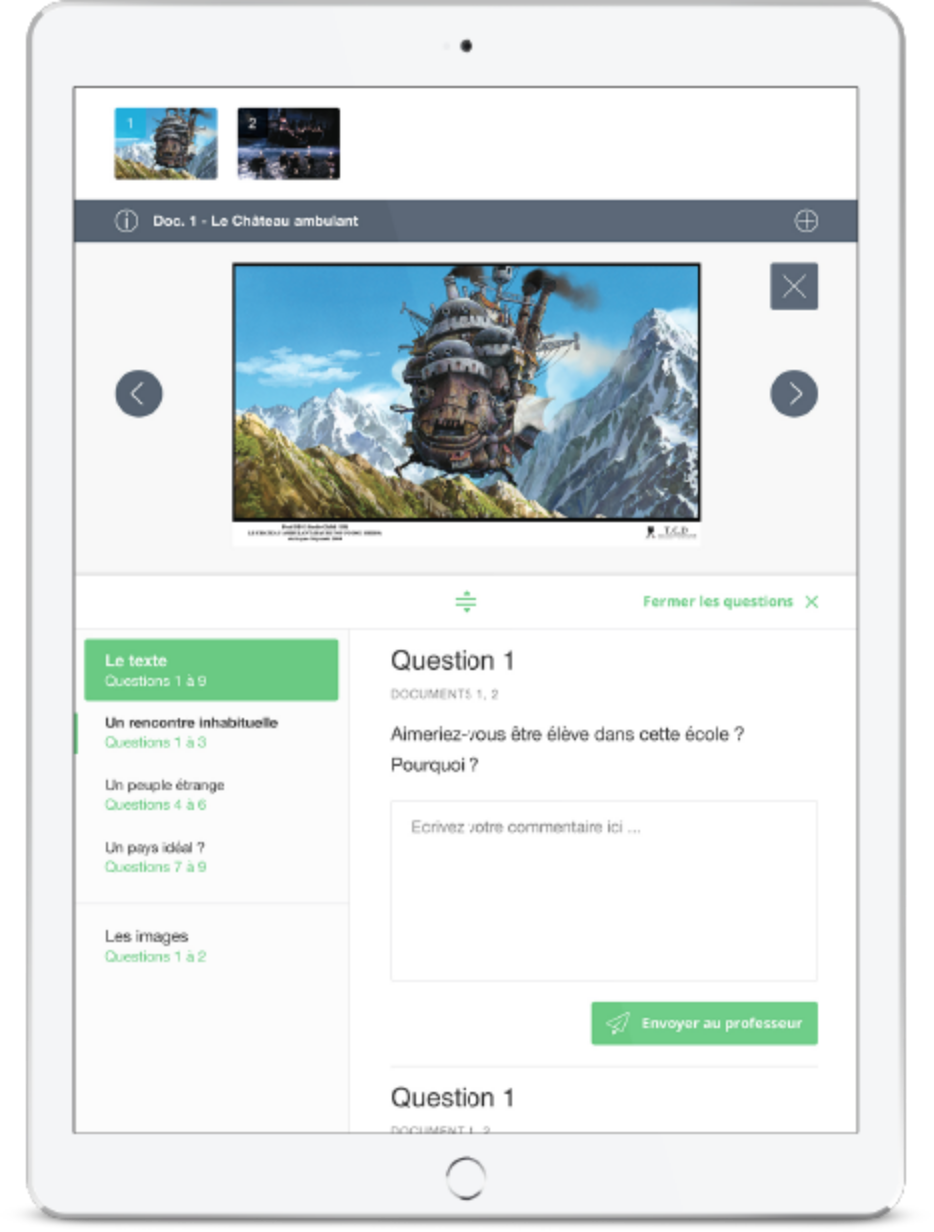 1
2
Doc. 1 - Le Château ambulant
T.C.D
Fermer les questions
Le texte
Questions 1 à 9
Un rencontre inhabituelle
Questions 1 à 3
Un peuple étrange
Questions 4 à 6
Un pays idéal ?
Questions 7 à 9
Les images
Questions 1 à 2
Question 1
DOCUMENTS 1, 2
Aimeriez-vous être élève dans cette école ?
Pourquoi ?
Ecrivez votre commentaire ici ...
Envoyer au professeur
Question 1
DOCUMENT 1, 2